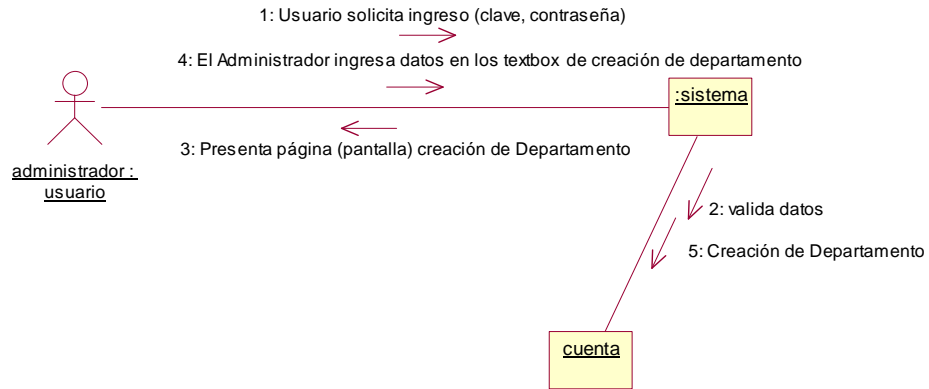 1: Usuario solicita ingreso (clave, contraseña)
4: El Administrador ingresa datos en los textbox de creación de departamento
:sistema
3: Presenta página (pantalla) creación de Departamento
administrador :
usuario
2: valida datos
5: Creación de Departamento
cuenta